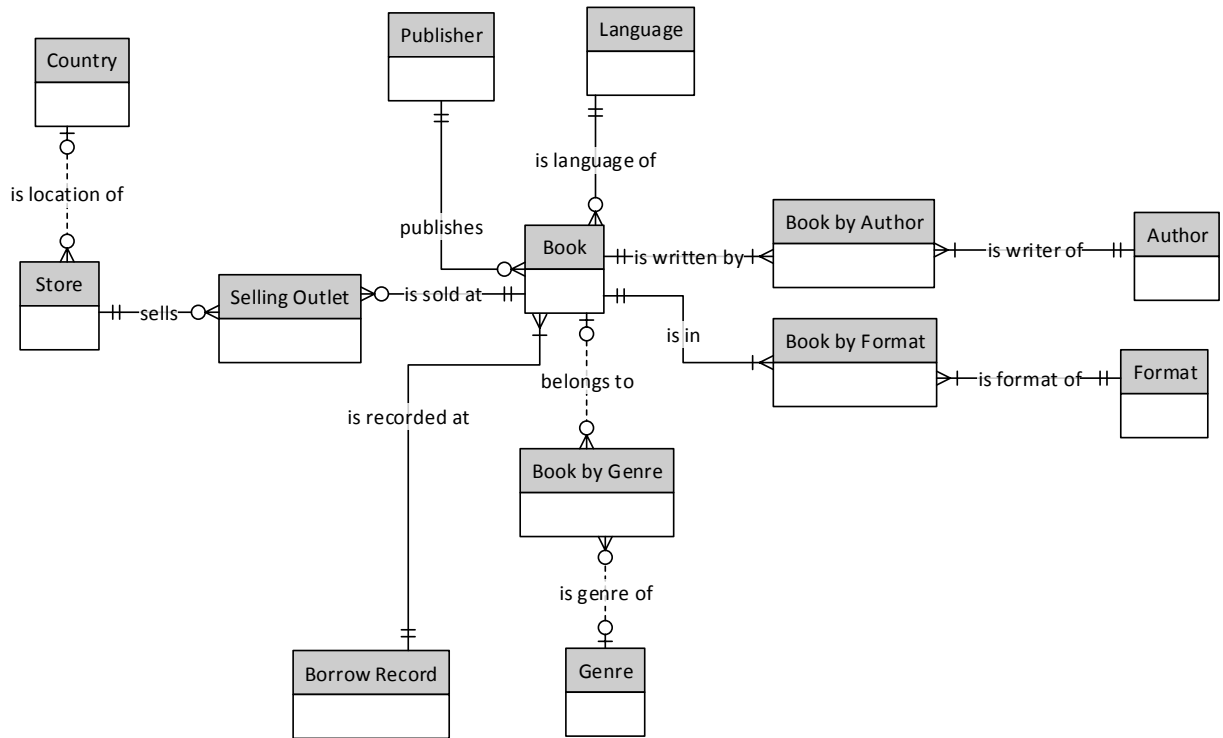 Publisher
Language
Country
is language of
is location of
publishes
Book by Author
Author
Book
is written by
is writer of
Store
Selling Outlet
is sold at
sells
is in
Book by Format
Format
is format of
belongs to
is recorded at
Book by Genre
is genre of
Borrow Record
Genre